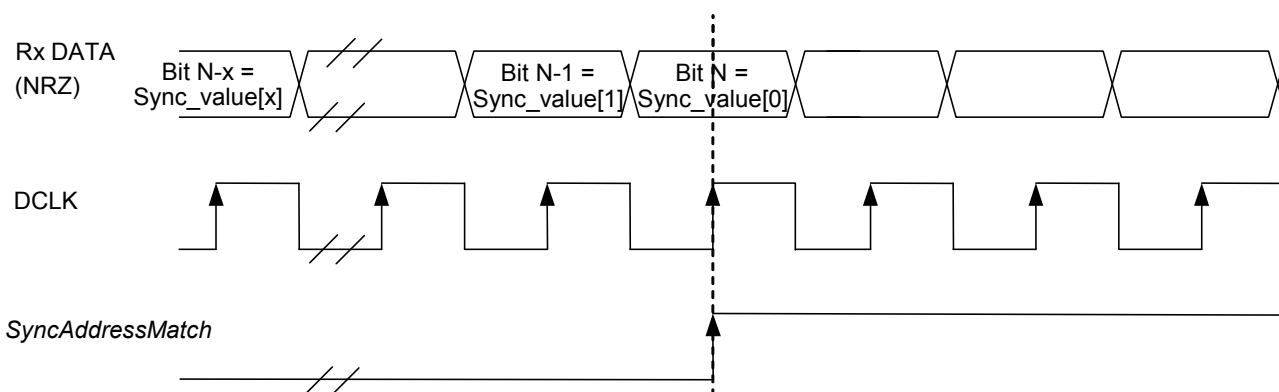 Rx DATA
(NRZ)
Bit N-x =
Sync_value[x]
Bit N-1 =
Sync_value[1]
Bit N =
Sync_value[0]
DCLK
SyncAddressMatch